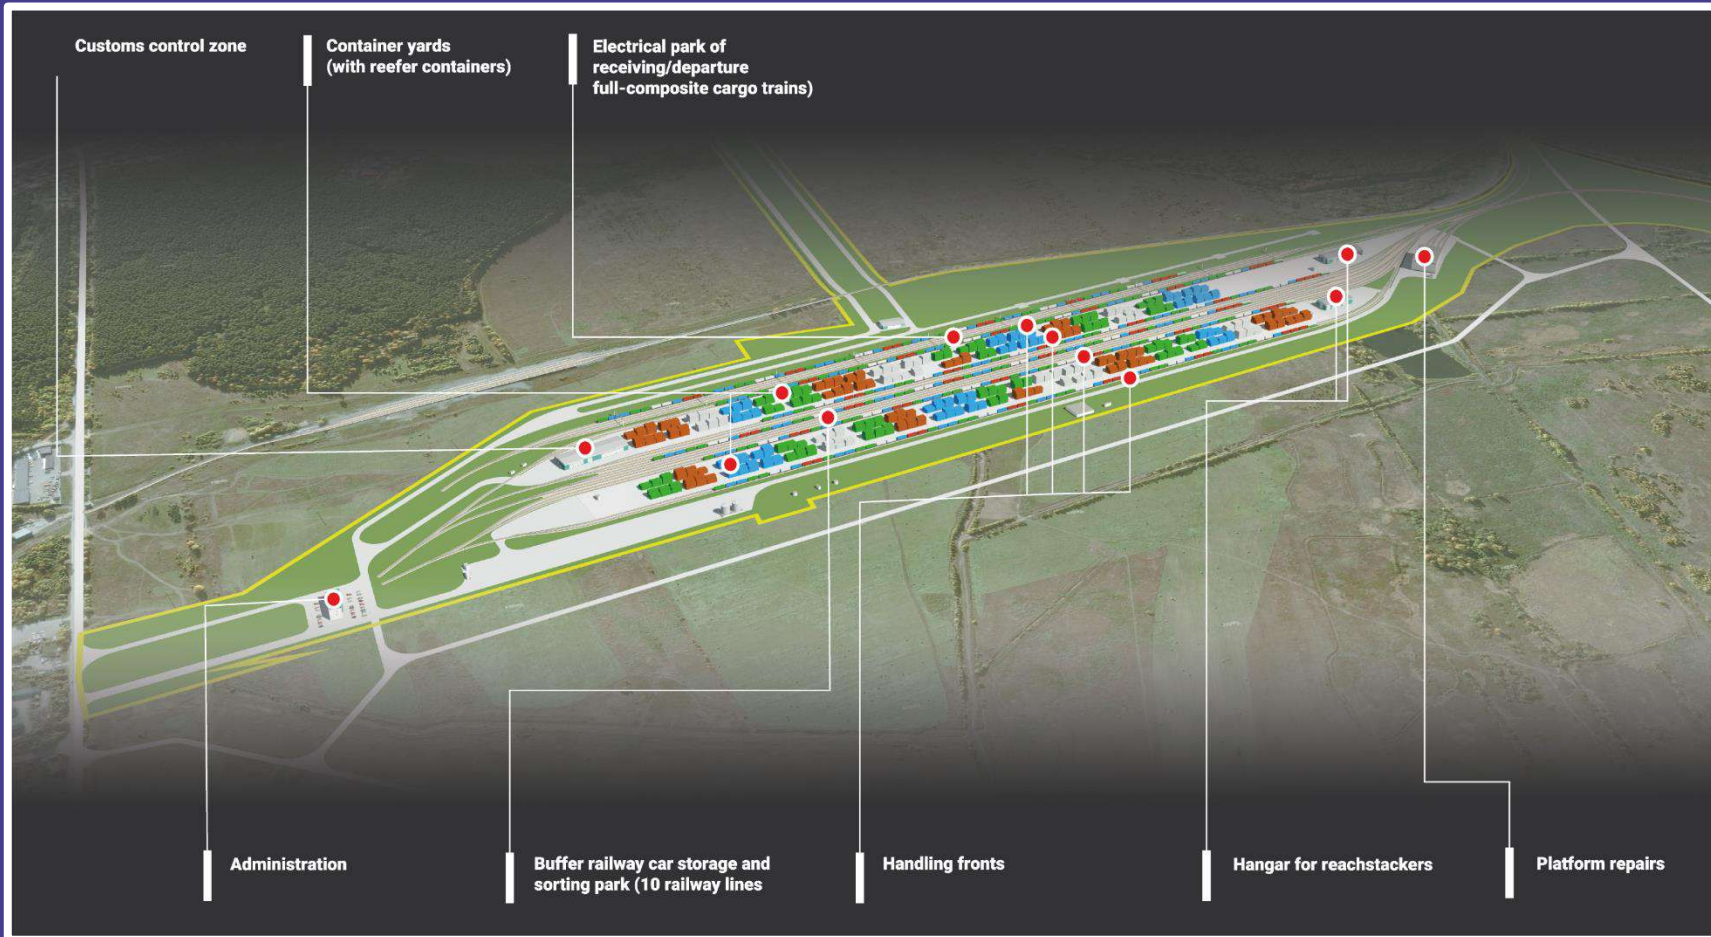 Customs control zone
Container yards
(with reefer containers)
Electrical park of
receiving/departure
full-composite cargo trains)
Administration
Buffer railway car storage and
sorting park (10 railway lines
Handling fronts
Hangar for reachstackers
Platform repairs